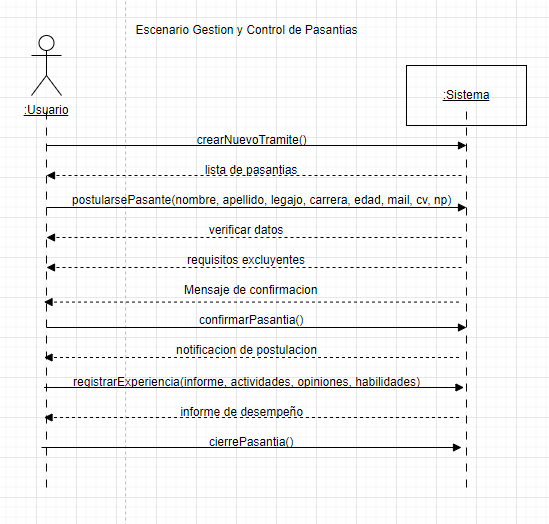 Escenario Gestion y Control de Pasantias
:Usuario
:Sistema
crearNuevoTramite()
lista de pasantias
postularsePasante(nombre, apellido, legajo, carrera, edad, mail, cv, np)
verificar datos
requisitos excluyentes
Mensaje de confirmacion
confirmarPasantia()
notificacion de postulacion
registrarExperiencia(informe, actividades, opiniones, habilidades)
informe de desempeño
cierrePasantia()